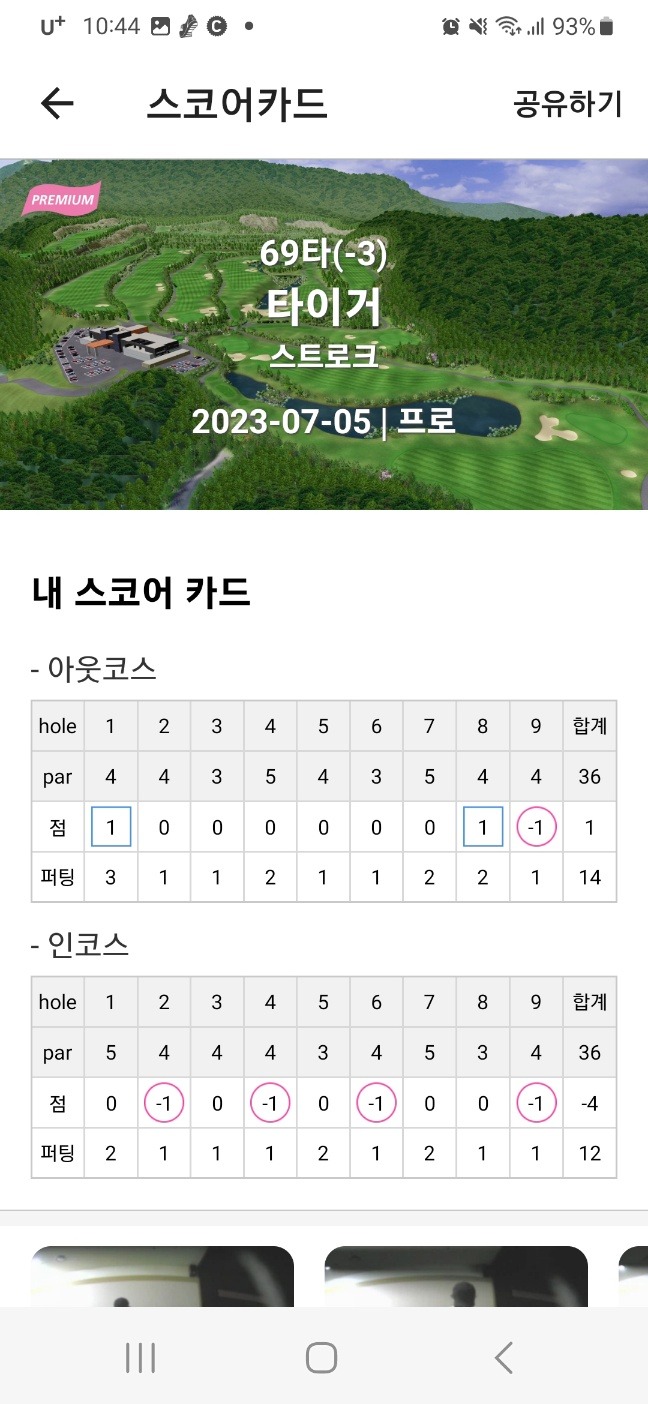 U+ 10:44 93%
스코어카드 공유하기
PREMIUM
69타(-3)
타이거
스트로크
2023-07-05 | 프로
내 스코어 카드
- 아웃코스
hole 1 2 3 4 5 6 7 8 9 합계
par 4 4 3 5 4 3 5 4 4 36
점 1 0 0 0 0 0 0 1 -1 1
퍼팅 3 1 1 2 1 1 2 2 1 14
- 인코스
hole 1 2 3 4 5 6 7 8 9 합계
par 5 4 4 4 3 4 5 3 4 36
점 0 -1 0 -1 0 -1 0 0 -1 -4
퍼팅 2 1 1 1 2 1 2 1 1 12